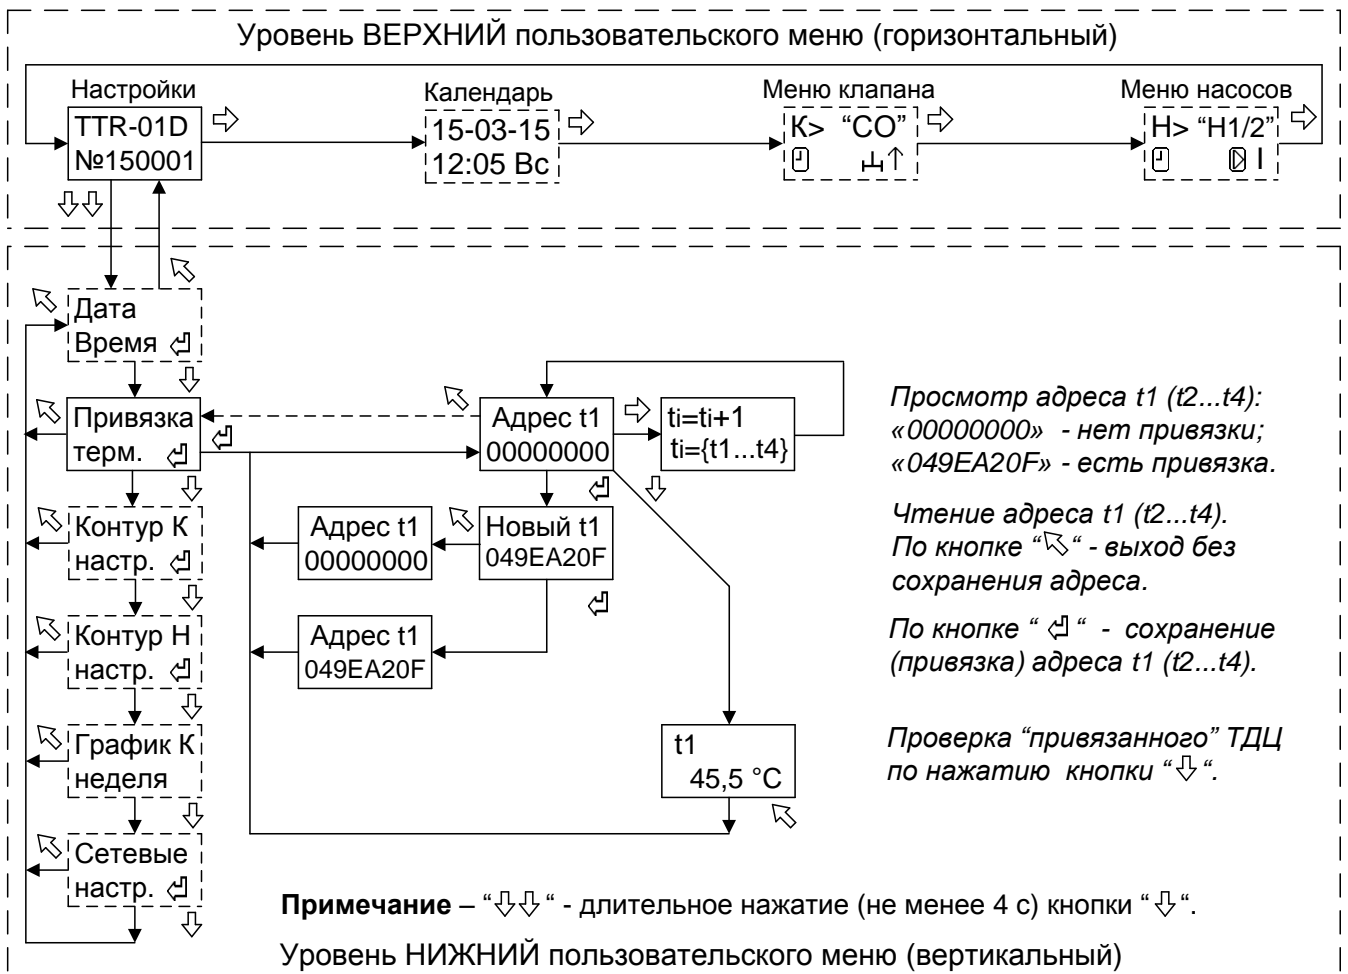 Уровень ВЕРХНИЙ пользовательского меню (горизонтальный)
Настройки
TTR-01D
№150001
Календарь
15-03-15
12:05 Вс
Меню клапана
К> “СО”
Меню насосов
Н> “Н1/2”
I
Дата
Время
Привязка
терм.
Контур К
настр.
Контур Н
настр.
График К
неделя
Сетевые
настр.
Адрес t1
00000000
ti=ti+1
ti={t1...t4}
Адрес t1
00000000
Новый t1
049EA20F
Адрес t1
049EA20F
t1
45,5 °C
Просмотр адреса t1 (t2...t4):
«00000000» - нет привязки;
«049EA20F» - есть привязка.
Чтение адреса t1 (t2...t4).
По кнопке “⇖“ - выход без
сохранения адреса.
По кнопке “ ⏎ “ - сохранение
(привязка) адреса t1 (t2...t4).
Проверка “привязанного” ТДЦ
по нажатию кнопки “⇩“.
Примечание – “⇩⇩“ - длительное нажатие (не менее 4 с) кнопки “⇩“.
Уровень НИЖНИЙ пользовательского меню (вертикальный)